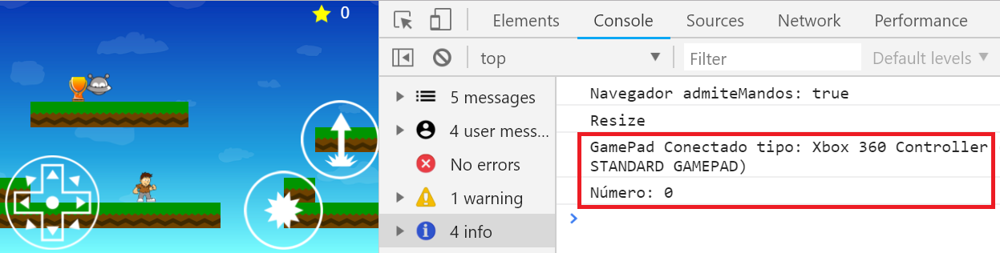 0
Elements
Console
Sources
Network
Performance
top
Filter
Default levels
5 messages
4 user mess...
No errors
1 warning
4 info
Navegador admiteMandos: true
Resize
GamePad Conectado tipo: Xbox 360 Controller
STANDARD GAMEPAD)
Número: 0